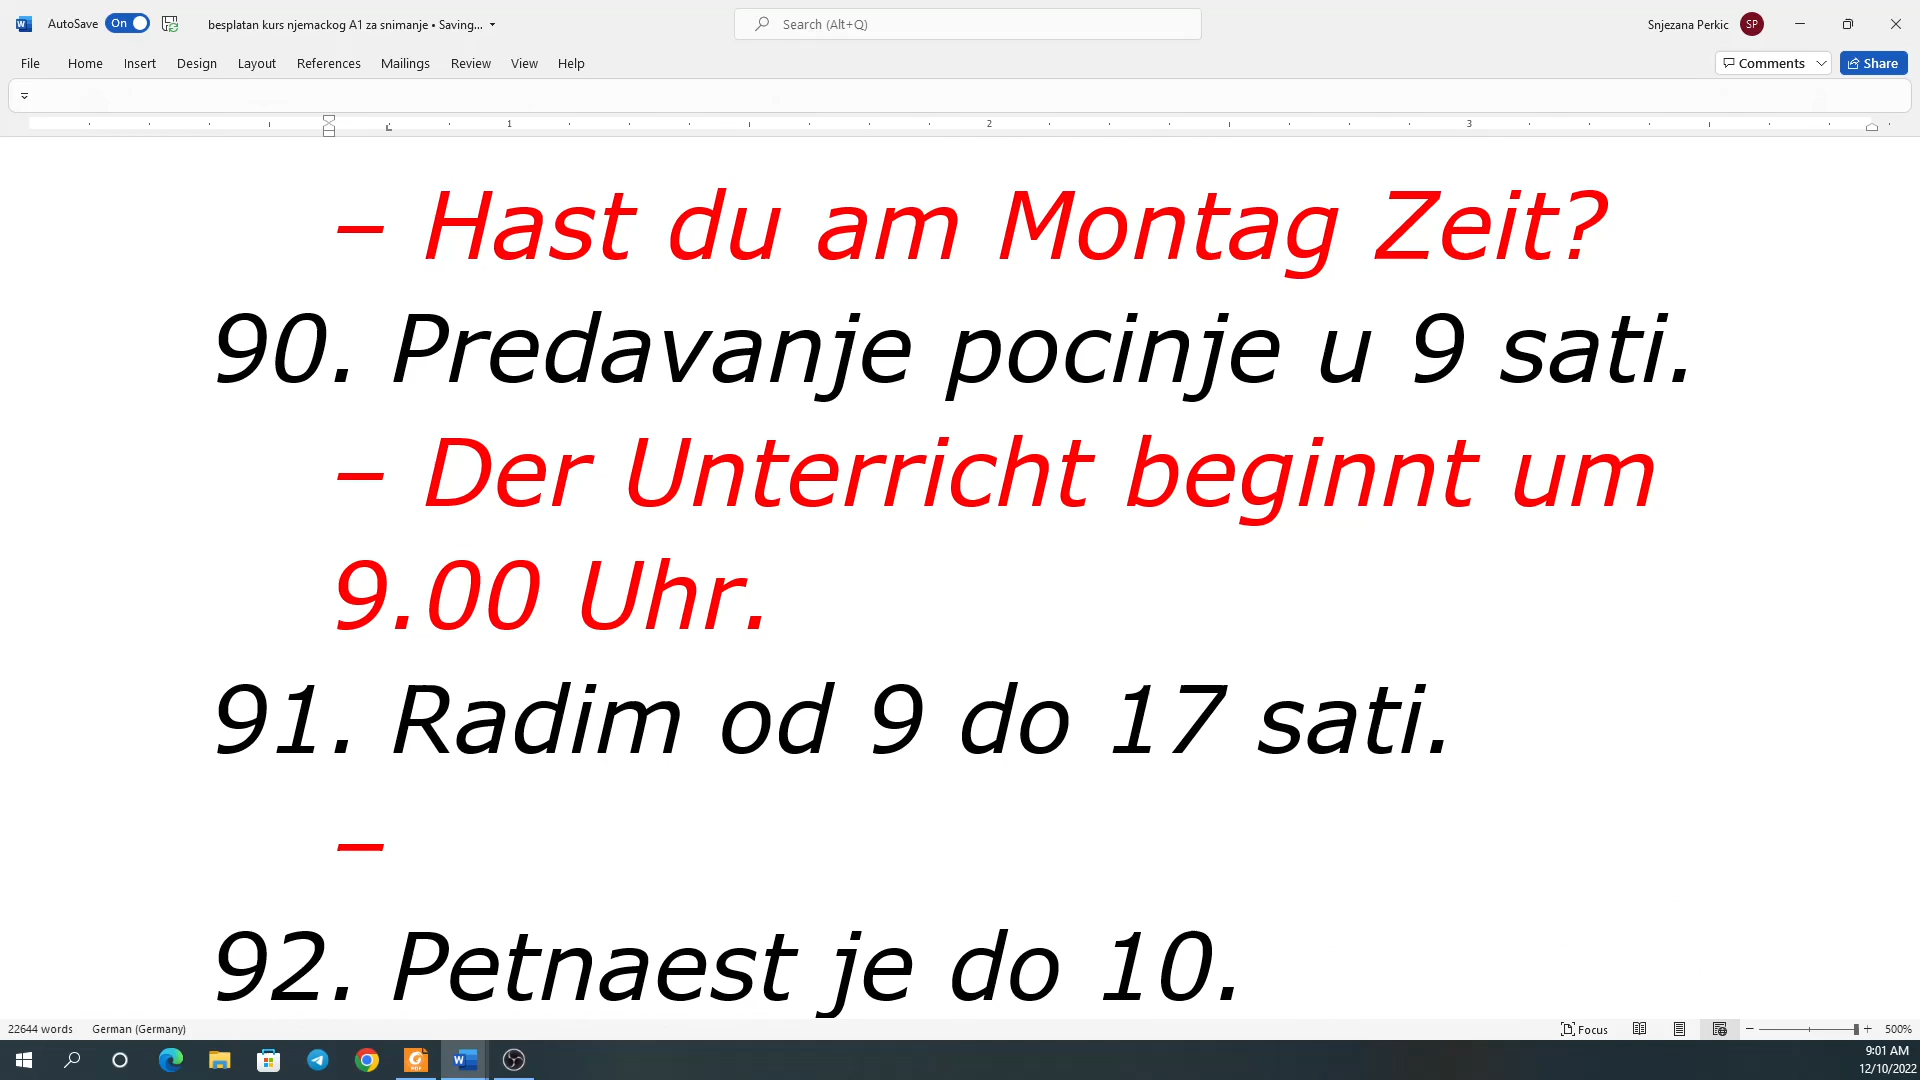 AutoSave On besplatan kurs njemackog A1 za snimanje • Saving... Search (Alt+Q) Snjezana Perkic SP
File Home Insert Design Layout References Mailings Review View Help Comments Share
1 2 3
– Hast du am Montag Zeit?
90. Predavanje pocinje u 9 sati.
– Der Unterricht beginnt um
9.00 Uhr.
91. Radim od 9 do 17 sati.
–
92. Petnaest je do 10.
22644 words German (Germany) Focus 500%
9:01 AM
12/10/2022